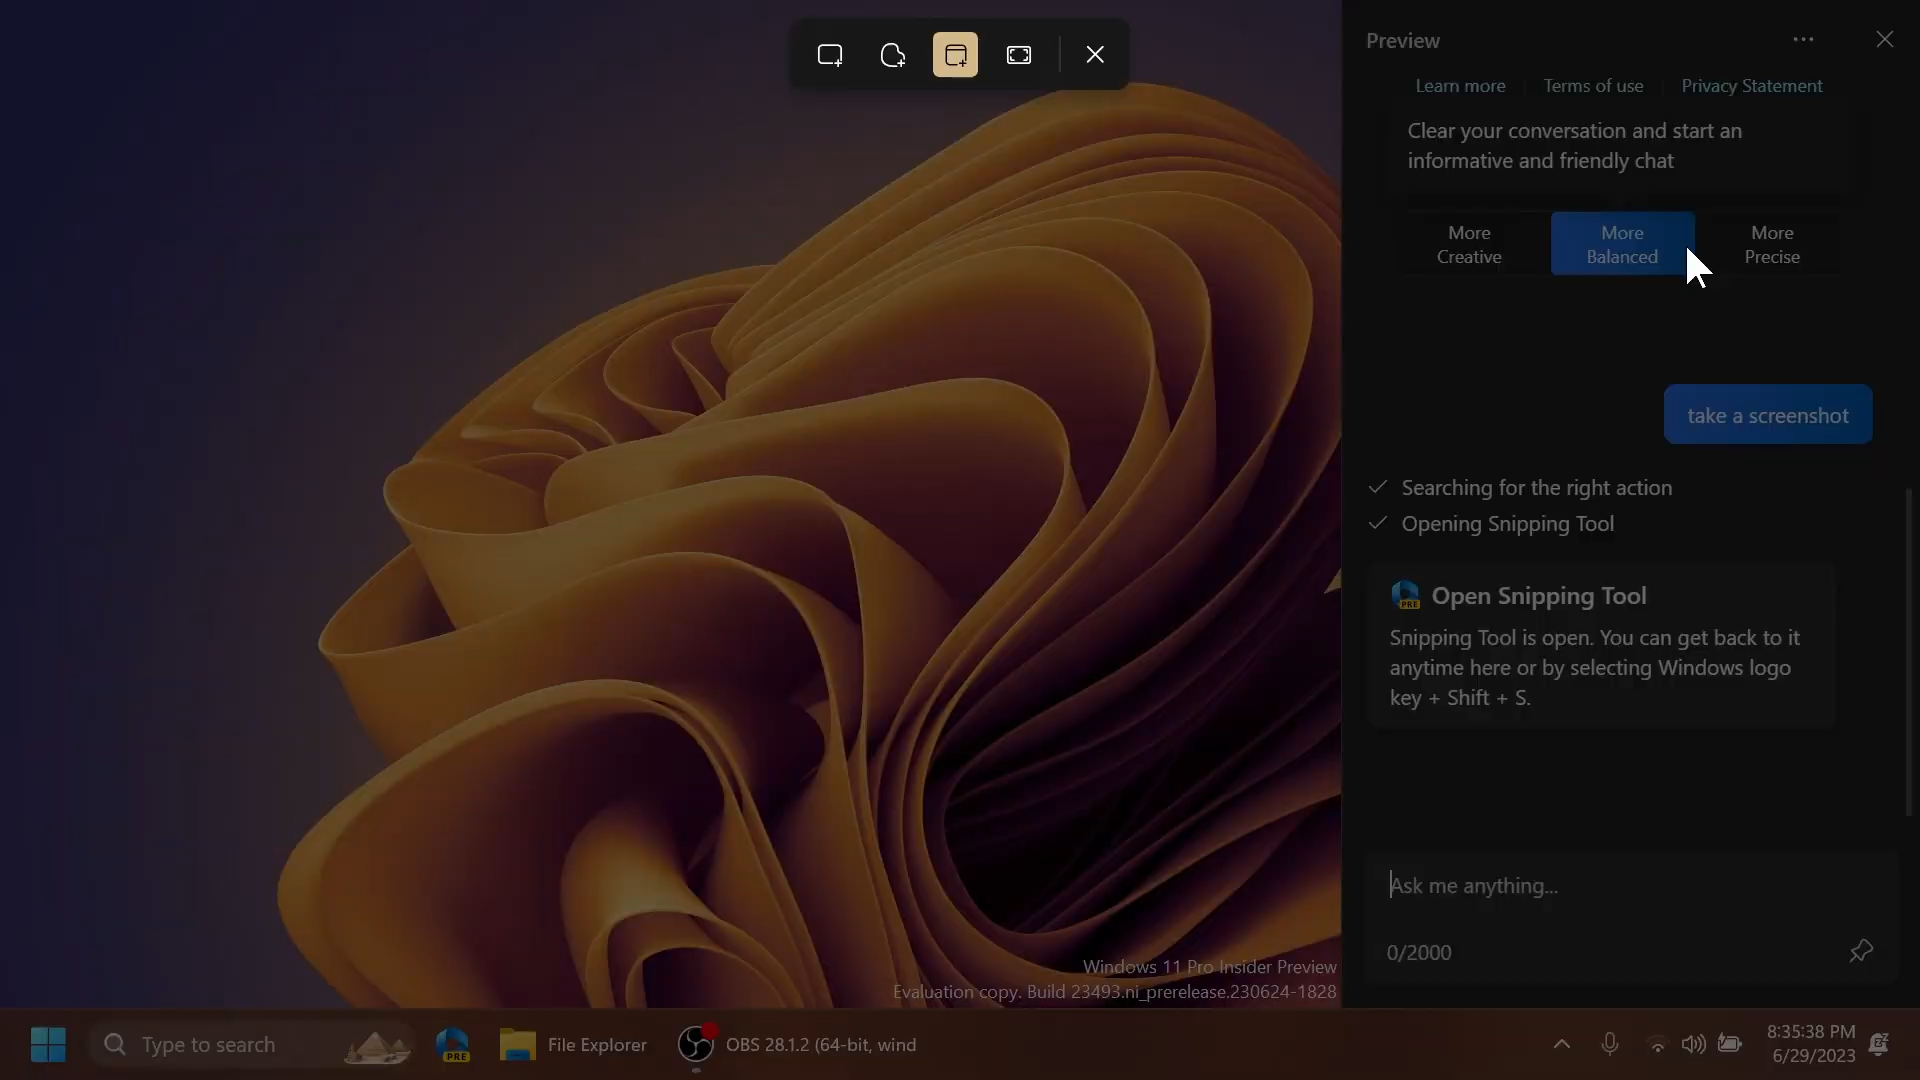 Preview
Learn more
Terms of use
Privacy Statement
Clear your conversation and start an
informative and friendly chat
More
Creative
More
Balanced
More
Precise
take a screenshot
Searching for the right action
Opening Snipping Tool
PRE
Open Snipping Tool
Snipping Tool is open. You can get back to it
anytime here or by selecting Windows logo
key + Shift + S.
Ask me anything...
0/2000
Windows 11 Pro Insider Preview
Evaluation copy. Build 23493.ni_prerelease.230624-1828
Type to search
PRE
File Explorer
OBS 28.1.2 (64-bit, wind
8:35:38 PM
6/29/2023